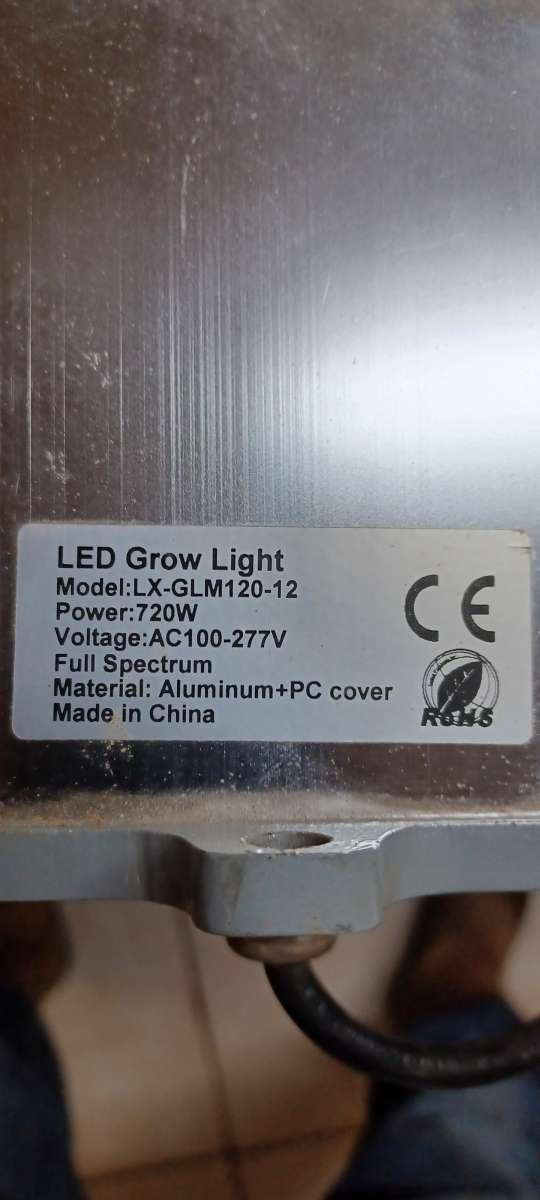 LED Grow Light
Model:LX-GLM120-12
Power:720W
Voltage:AC100-277V
Full Spectrum
Material: Aluminum+PC cover
Made in China
CE
RoHS